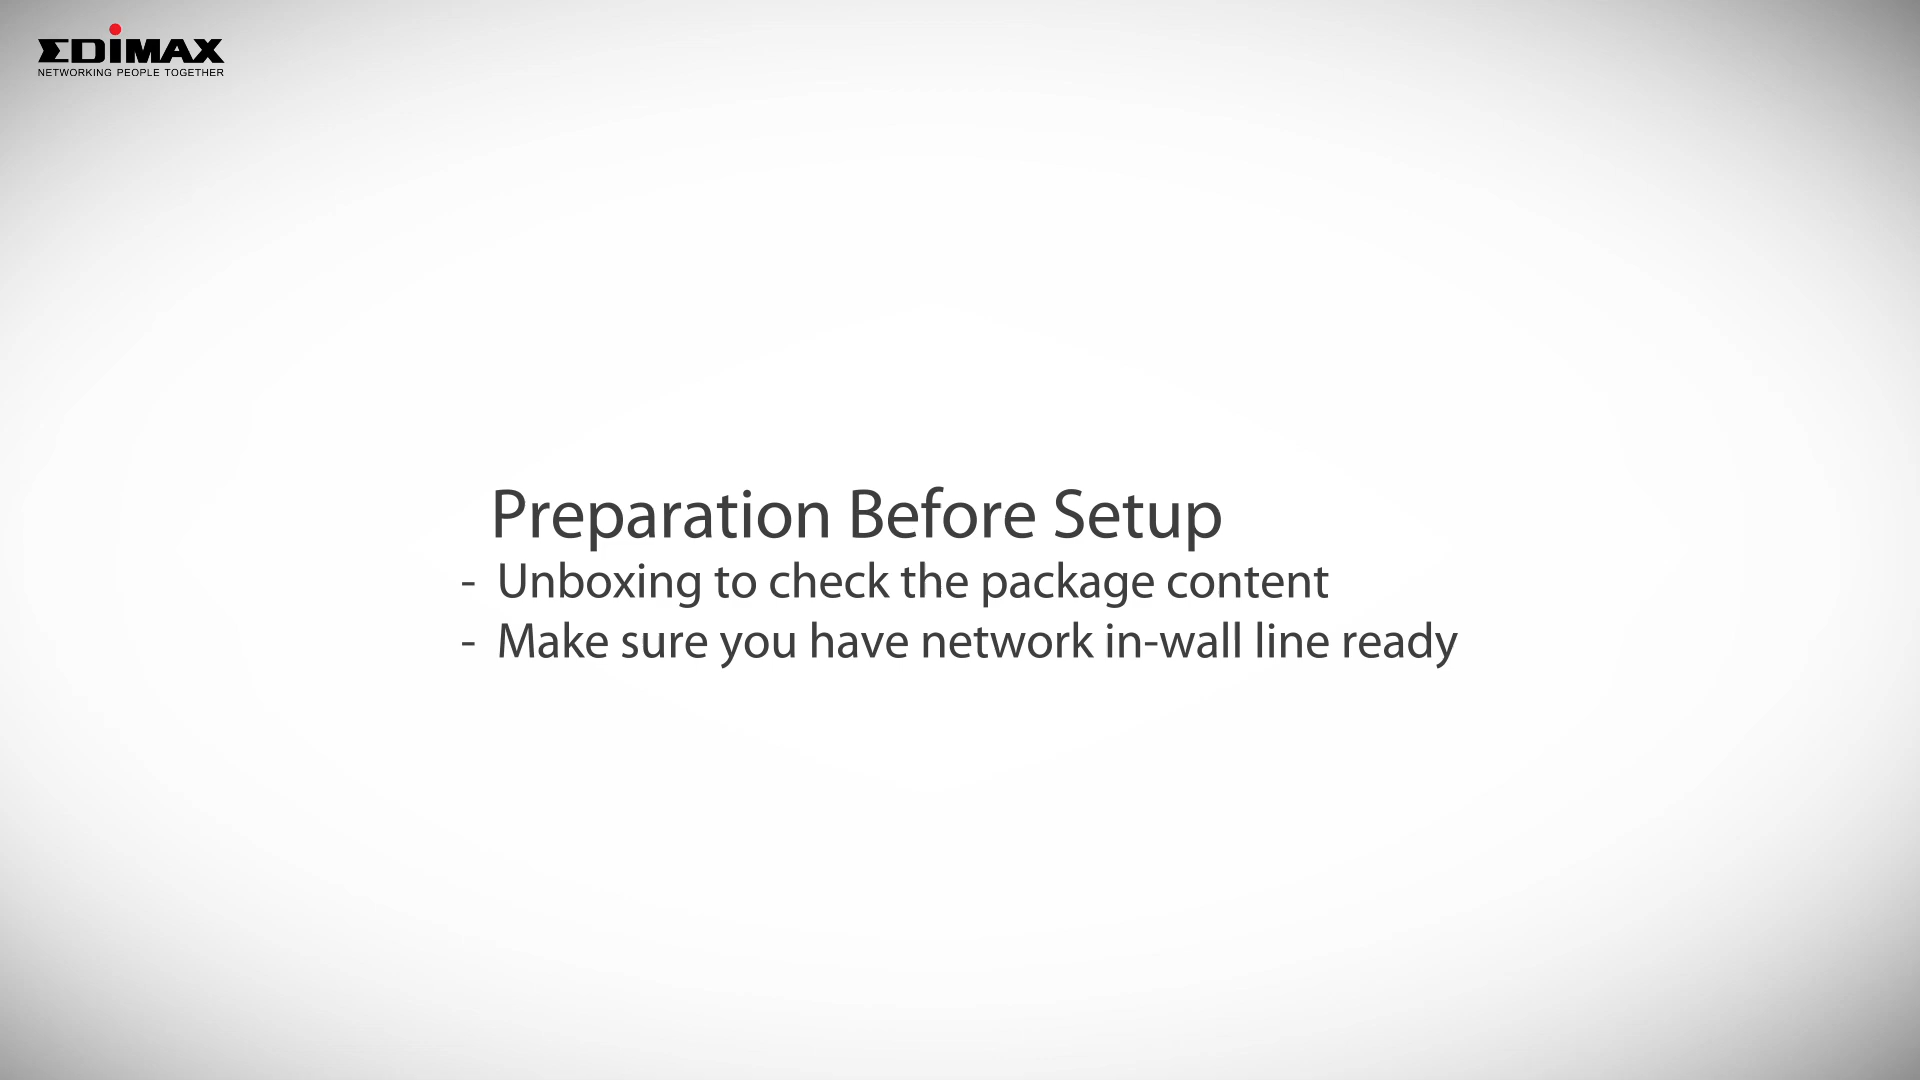 EDiMAX
NETWORKING PEOPLE TOGETHER
Preparation Before Setup
- Unboxing to check the package content
- Make sure you have network in-wall line ready